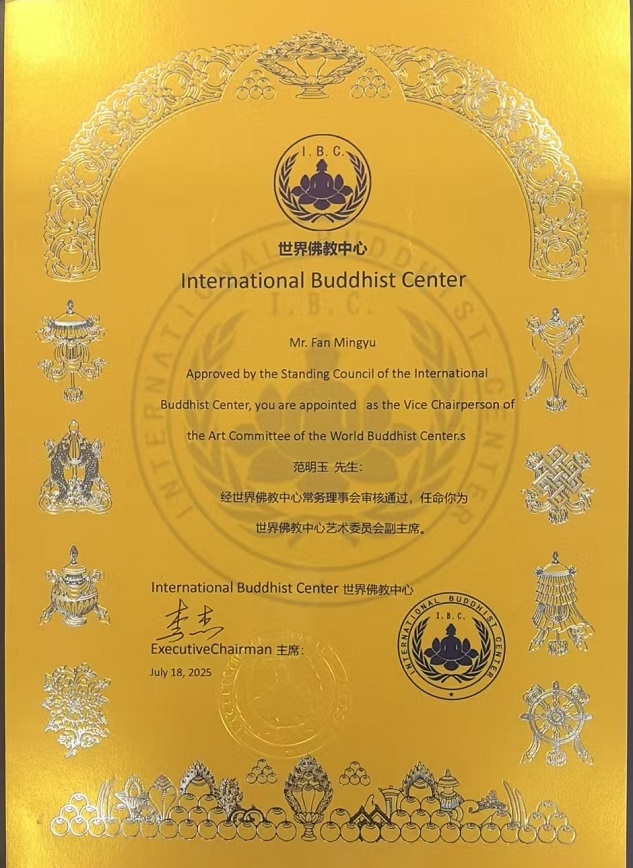 I. B. C.
世界佛教中心
International Buddhist Center
INTERNATIONAL BUDDHIST CENTER
I. B. C.
Mr. Fan Mingyu
Approved by the Standing Council of the International
Buddhist Center, you are appointed as the Vice Chairperson of
the Art Committee of the World Buddhist Center.s
范明玉 先生：
经世界佛教中心常务理事会审核通过，任命你为
世界佛教中心艺术委员会副主席。
International Buddhist Center 世界佛教中心
李杰
ExecutiveChairman 主席：
July 18, 2025
INTERNATIONAL BUDDHIST CENTER
I. B. C.